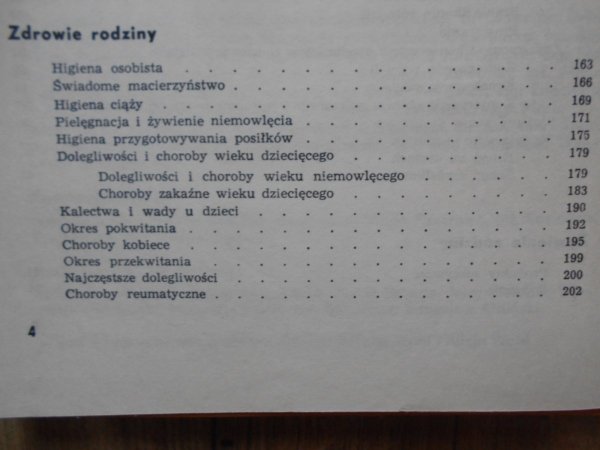 Zdrowie rodziny
Higiena osobista . . . . . . . . . . . . . . . 163
Świadome macierzyństwo . . . . . . . . . . . . 166
Higiena ciąży . . . . . . . . . . . . . . . 169
Pielęgnacja i żywienie niemowlęcia . . . . . . . . . 171
Higiena przygotowywania posiłków . . . . . . . . . 175
Dolegliwości i choroby wieku dziecięcego . . . . . . . . 179
Dolegliwości i choroby wieku niemowlęcego . . . . . 179
Choroby zakaźne wieku dziecięcego . . . . . . . . 183
Kalectwa i wady u dzieci . . . . . . . . . . . 190
Okres pokwitania . . . . . . . . . . . . . 192
Choroby kobiece . . . . . . . . . . . . . . 195
Okres przekwitania . . . . . . . . . . . . . 199
Najczęstsze dolegliwości . . . . . . . . . . . . 200
Choroby reumatyczne . . . . . . . . . . . . 202
4